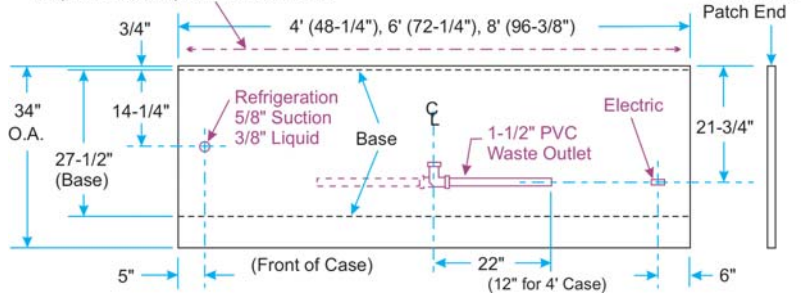 Patch End
3/4"
4' (48-1/4"), 6' (72-1/4"), 8' (96-3/8")
34"
O.A.
14-1/4"
27-1/2"
(Base)
Refrigeration
5/8" Suction
3/8" Liquid
Base
CL
1-1/2" PVC
Waste Outlet
Electric
21-3/4"
5"
(Front of Case)
22"
(12" for 4' Case)
6"